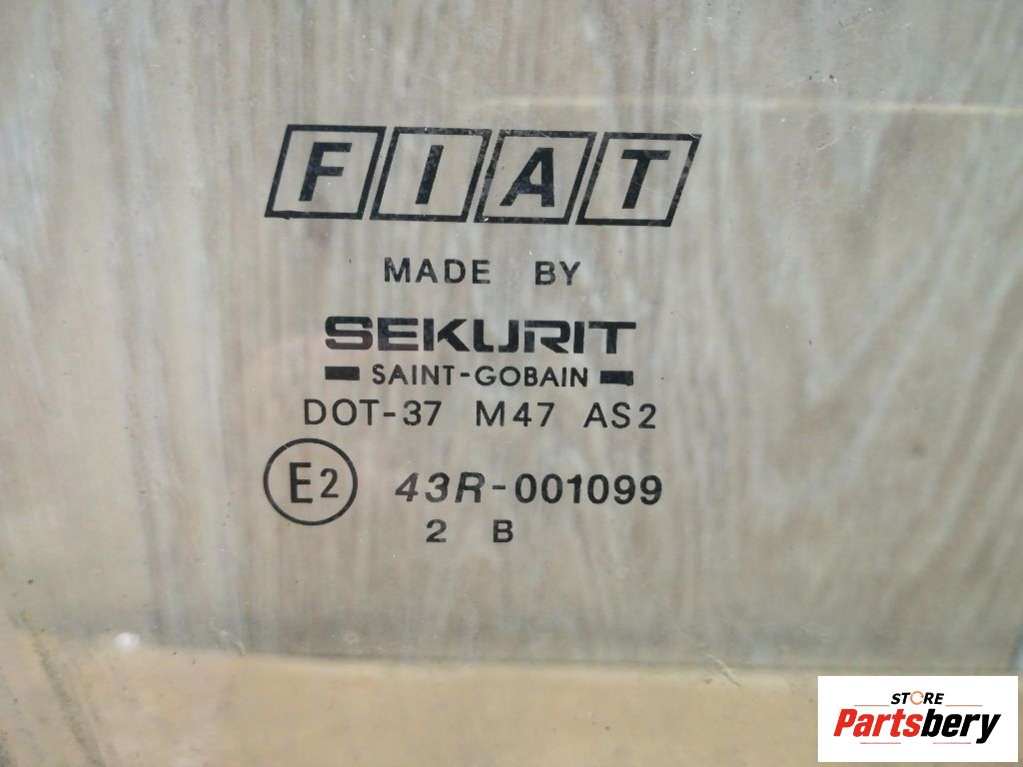 FIAT
MADE BY
SEKURIT
SAINT-GOBAIN
DOT-37 M47 AS2
E2 43R-001099
2 B
STORE
Partsbery